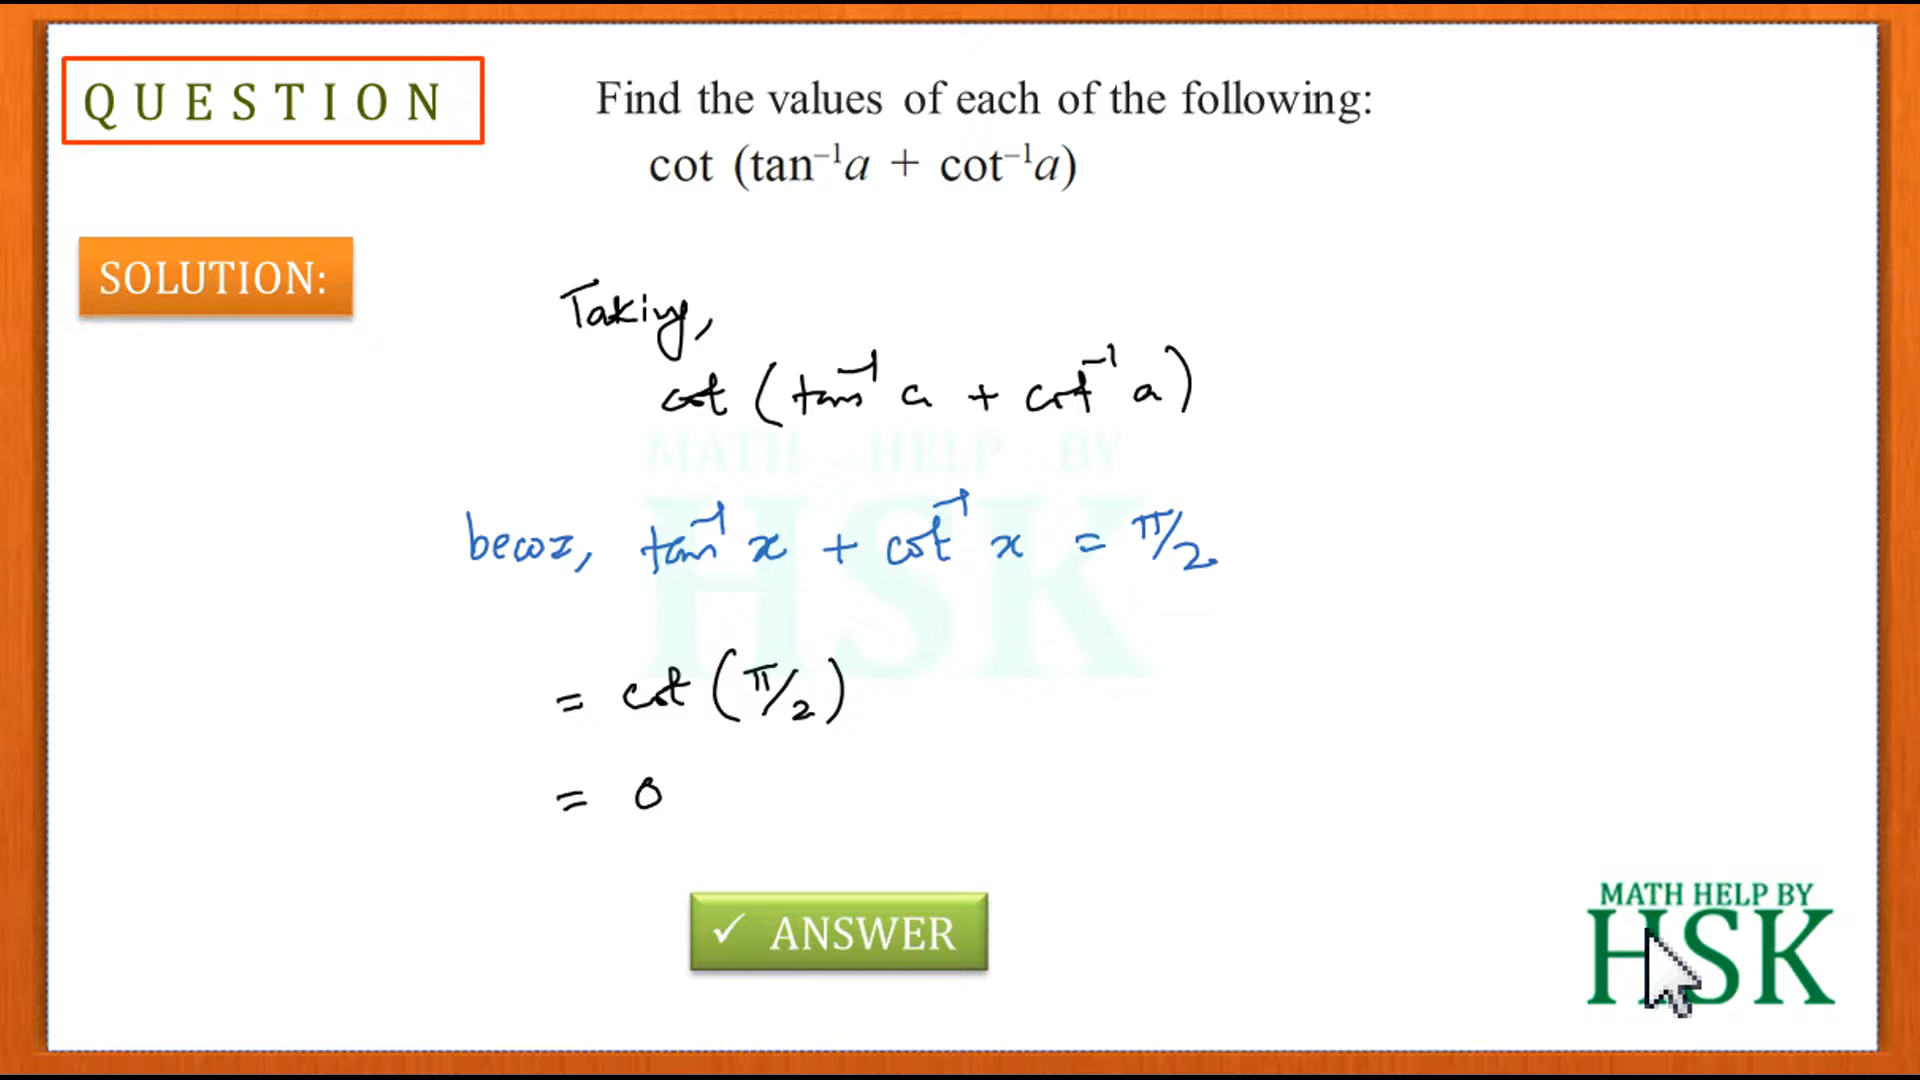 QUESTION
Find the values of each of the following:
cot (tan⁻¹a + cot⁻¹a)
SOLUTION:
Taking,
cot (tan⁻¹ a + cot⁻¹ a)
MATH HELP BY
HSK
becoz, tan⁻¹ x + cot⁻¹ x = π/2
= cot (π/2)
= 0
✓ ANSWER
MATH HELP BY
HSK